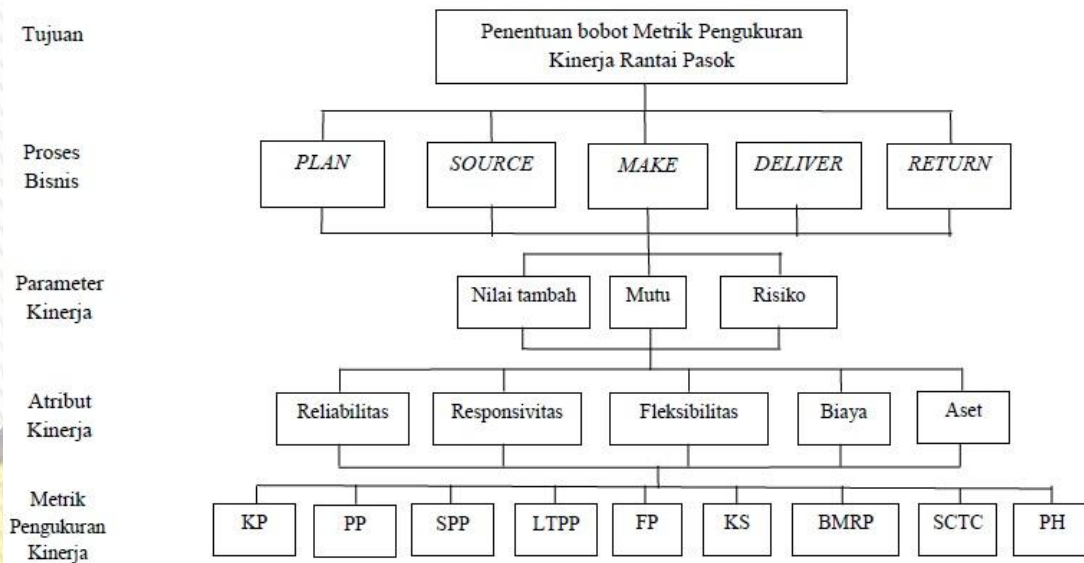 Tujuan
Penentuan bobot Metrik Pengukuran
Kinerja Rantai Pasok
Proses
Bisnis
PLAN
SOURCE
MAKE
DELIVER
RETURN
Parameter
Kinerja
Nilai tambah
Mutu
Risiko
Atribut
Kinerja
Reliabilitas
Responsivitas
Fleksibilitas
Biaya
Aset
Metrik
Pengukuran
Kinerja
KP
PP
SPP
LTPP
FP
KS
BMRP
SCTC
PH